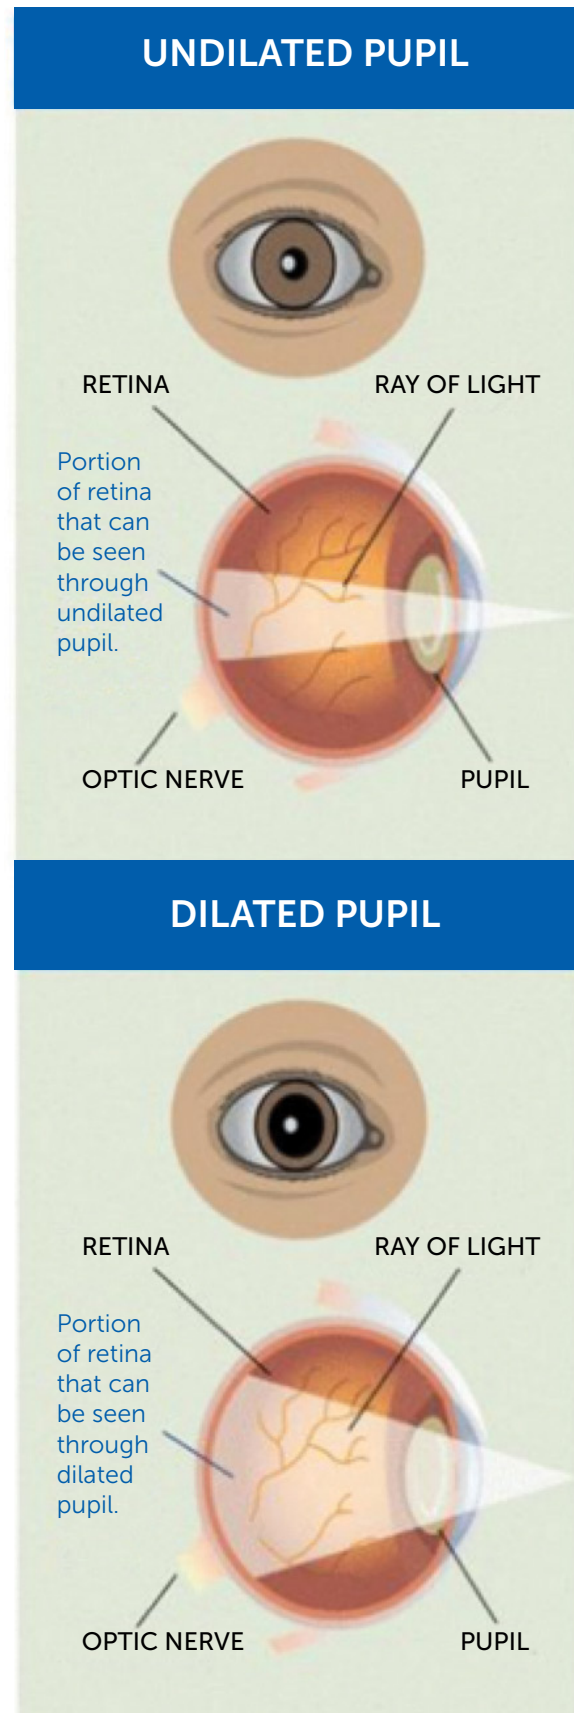 UNDILATED PUPIL
RETINA
RAY OF LIGHT
Portion
of retina
that can
be seen
through
undilated
pupil.
OPTIC NERVE
PUPIL
DILATED PUPIL
RETINA
RAY OF LIGHT
Portion
of retina
that can
be seen
through
dilated
pupil.
OPTIC NERVE
PUPIL